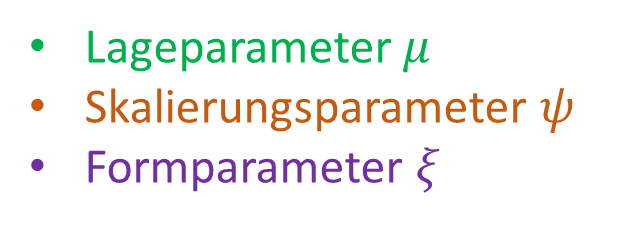 • Lageparameter μ
• Skalierungsparameter ψ
• Formparameter ξ